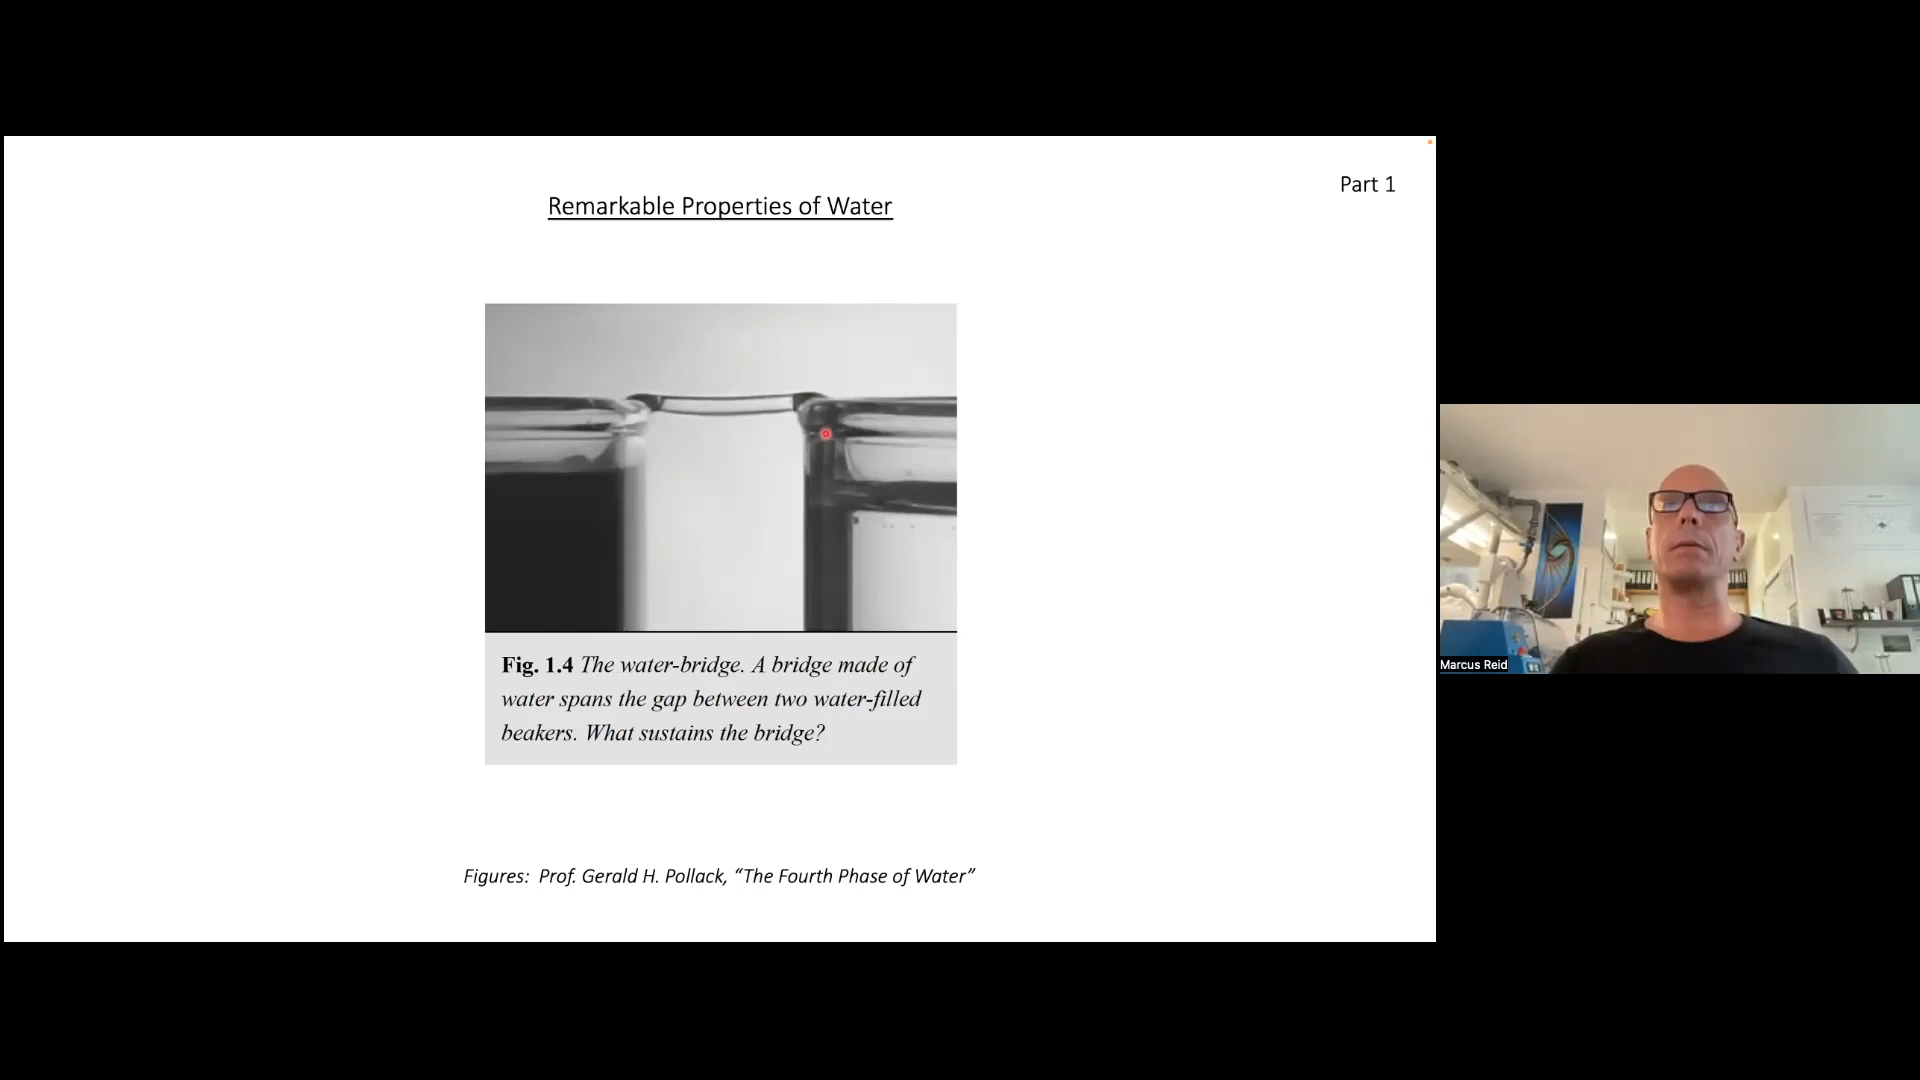 Part 1
Remarkable Properties of Water
Fig. 1.4 The water-bridge. A bridge made of
water spans the gap between two water-filled
beakers. What sustains the bridge?
Figures: Prof. Gerald H. Pollack, “The Fourth Phase of Water”
Marcus Reid